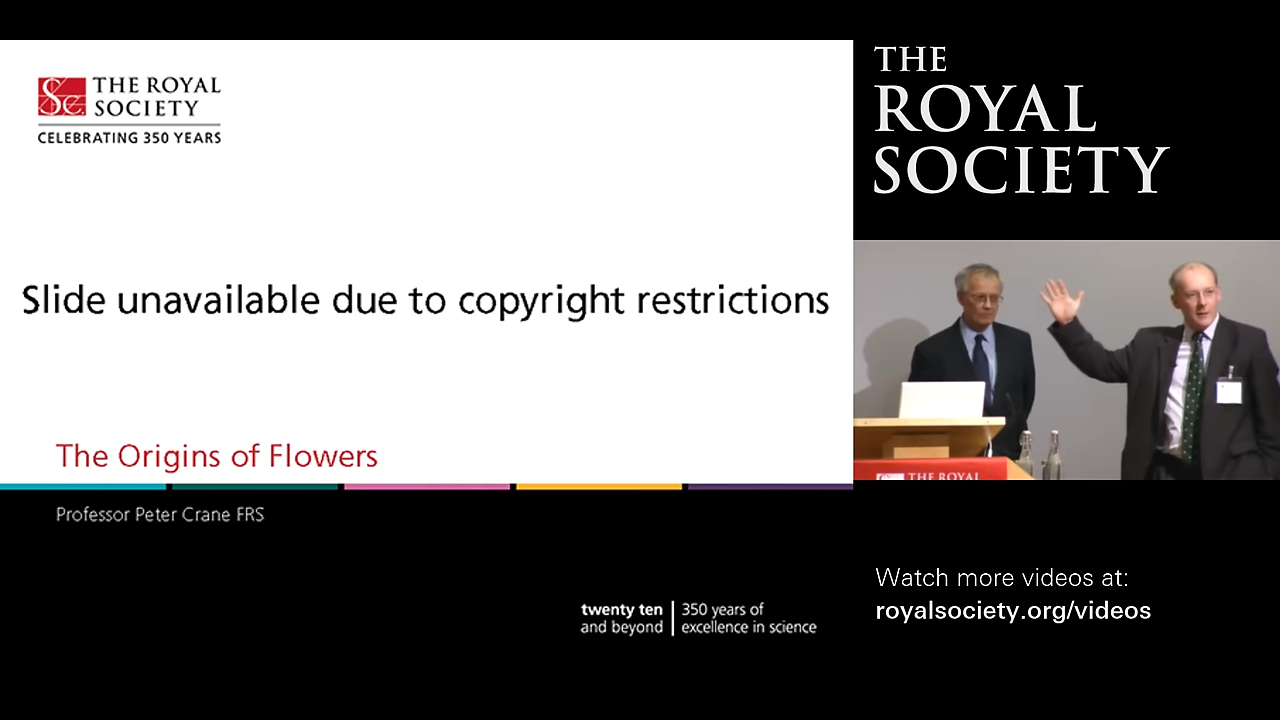 THE ROYAL
SOCIETY
CELEBRATING 350 YEARS
Slide unavailable due to copyright restrictions
The Origins of Flowers
Professor Peter Crane FRS
twenty ten
and beyond
350 years of
excellence in science
THE
ROYAL
SOCIETY
THE ROYAL
Watch more videos at:
royalsociety.org/videos